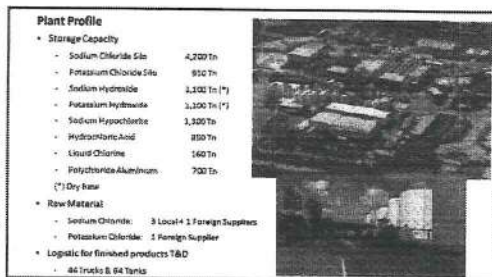 Plant Profile
• Storage Capacity
- Sodium Chloride Silo 4,200 Tn
- Potassium Chloride Silo 950 Tn
- Sodium Hydroxide 1,100 Tn (*)
- Potassium Hydroxide 1,100 Tn (*)
- Sodium Hypochlorite 1,300 Tn
- Hydrochloric Acid 850 Tn
- Liquid Chlorine 160 Tn
- Polychloride Aluminum 700 Tn
(*) Dry Base
• Raw Material
- Sodium Chloride: 3 Local + 1 Foreign Suppliers
- Potassium Chloride: 1 Foreign Supplier
• Logistic for finished products T&D
- 44 Trucks & 64 Tanks